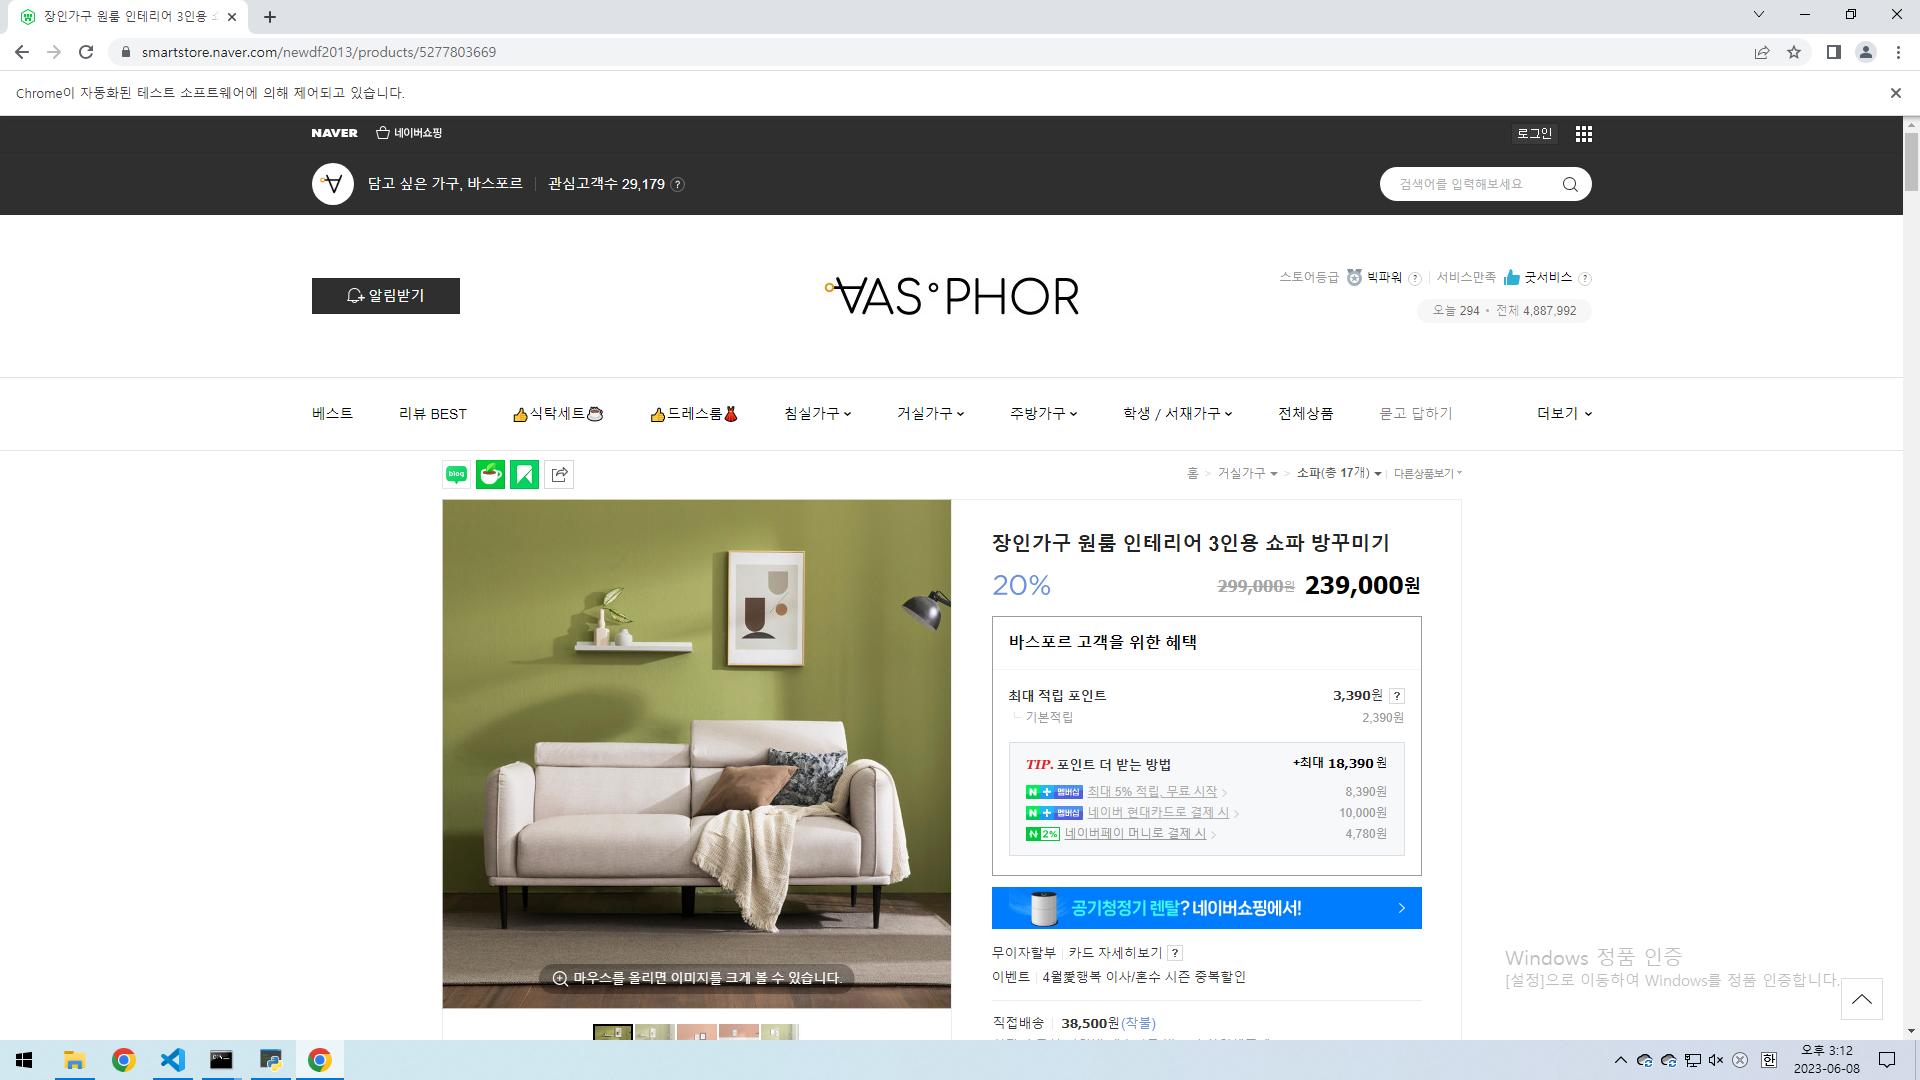 장인가구 원룸 인테리어 3인용 쇼
smartstore.naver.com/newdf2013/products/5277803669
Chrome이 자동화된 테스트 소프트웨어에 의해 제어되고 있습니다.
NAVER 네이버쇼핑 로그인
담고 싶은 가구, 바스포르 관심고객수 29,179 ?
검색어를 입력해보세요
알림받기
VAS°PHOR
스토어등급 빅파워 ? 서비스만족 굿서비스 ?
오늘 294 • 전체 4,887,992
베스트 리뷰 BEST 👍식탁세트☕ 👍드레스룸👗 침실가구 거실가구 주방가구 학생 / 서재가구 전체상품 묻고 답하기 더보기
blog
홈 > 거실가구 > 소파(총 17개) 다른상품보기
장인가구 원룸 인테리어 3인용 쇼파 방꾸미기
20% 299,000원 239,000원
바스포르 고객을 위한 혜택
최대 적립 포인트 3,390원 ?
기본적립 2,390원
TIP. 포인트 더 받는 방법 +최대 18,390 원
N + 멤버십 최대 5% 적립, 무료 시작 > 8,390원
N + 멤버십 네이버 현대카드로 결제 시 > 10,000원
N 2% 네이버페이 머니로 결제 시 > 4,780원
공기청정기 렌탈? 네이버쇼핑에서!
무이자할부 카드 자세히보기 ?
이벤트 4월愛행복 이사/혼수 시즌 중복할인
직접배송 38,500원(착불)
마우스를 올리면 이미지를 크게 볼 수 있습니다.
Windows 정품 인증
[설정]으로 이동하여 Windows를 정품 인증합니다.
한
오후 3:12
2023-06-08